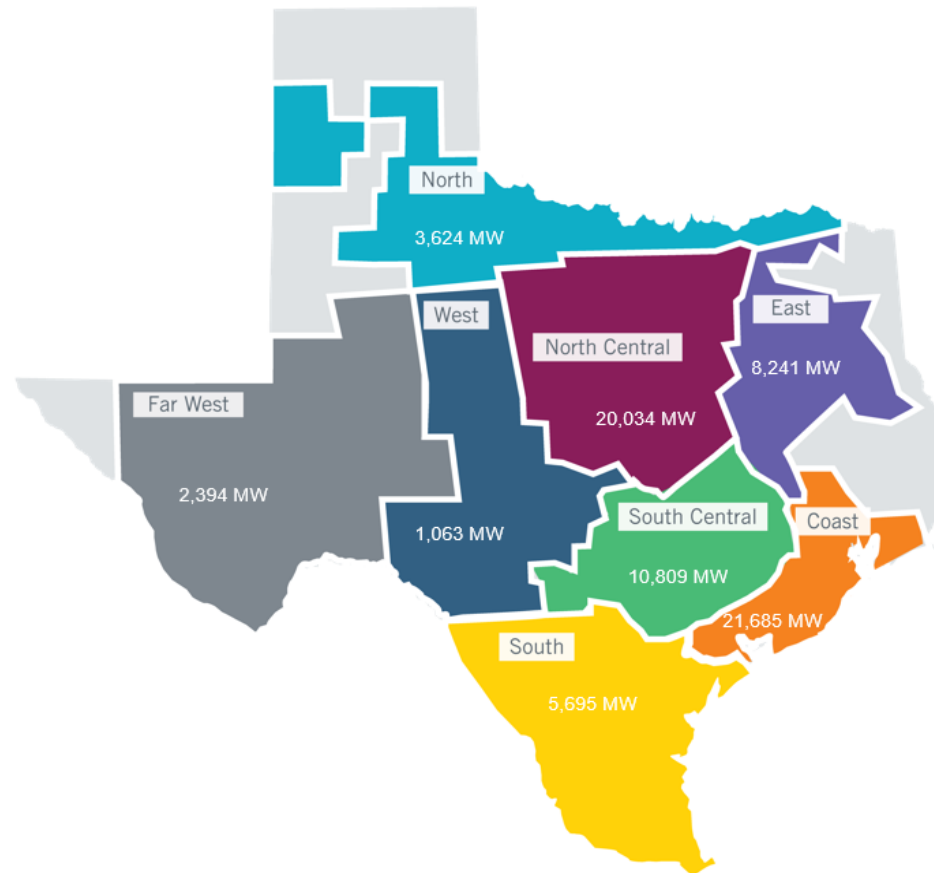 North
3,624 MW
West
East
North Central
8,241 MW
Far West
20,034 MW
2,394 MW
South Central
Coast
1,063 MW
10,809 MW
21,685 MW
South
5,695 MW